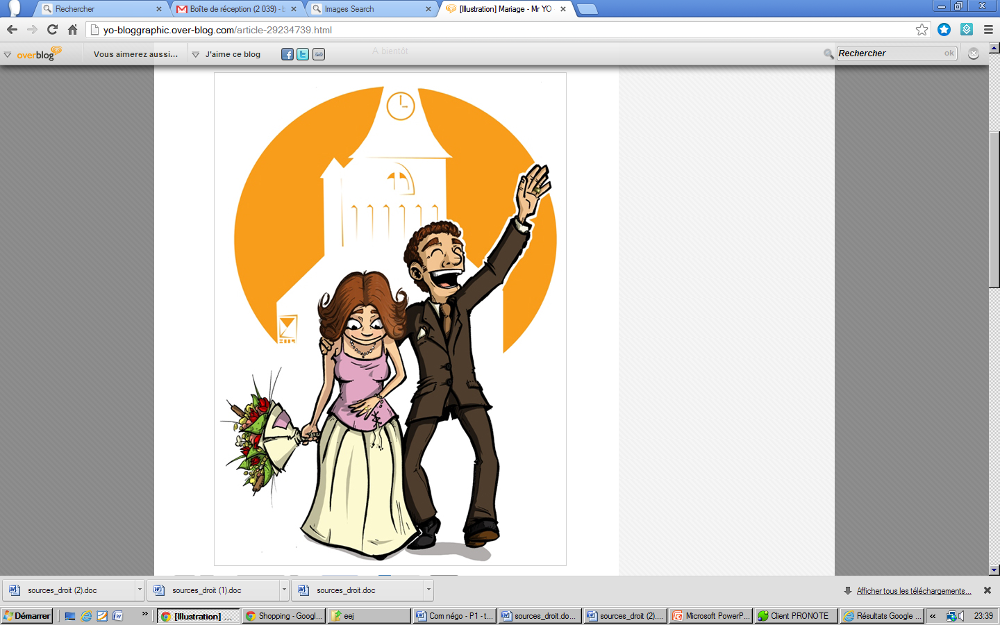 Rechercher
Boîte de réception (2 039) - b
Images Search
[Illustration] Mariage - Mr YO
yo-bloggraphic.over-blog.com/article-29234739.html
overblog
Vous aimerez aussi...
J'aime ce blog
A bientôt
Rechercher
ok
sources_droit (2).doc
sources_droit (1).doc
sources_droit.doc
Afficher tous les téléchargements...
Démarrer
[Illustration] ...
Shopping - Googl...
eej
Com négo - P1 - t...
sources_droit.do...
sources_droit (2)....
Microsoft PowerP...
Client PRONOTE
Résultats Google ...
23:39